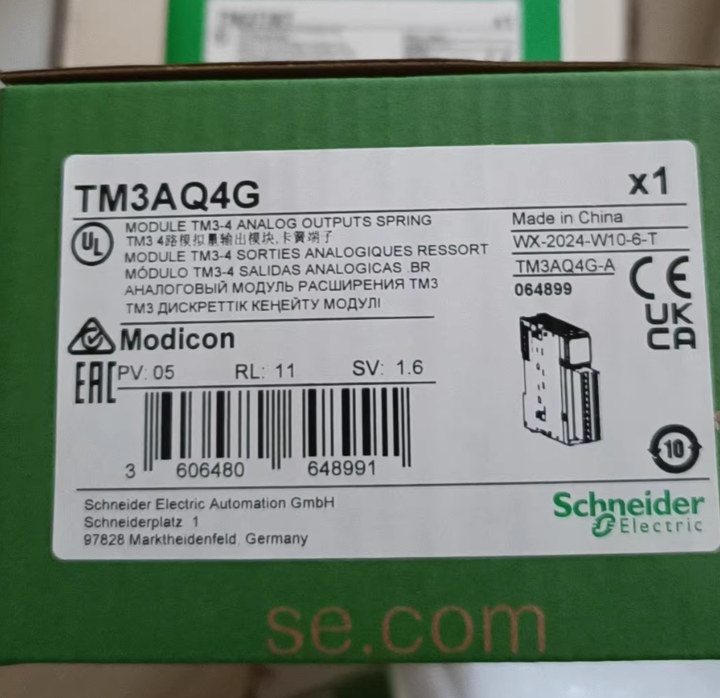 x1
TM3AQ4G
x1
UL
MODULE TM3-4 ANALOG OUTPUTS SPRING
TM3 4路模拟量输出模块,卡簧端子
MODULE TM3-4 SORTIES ANALOGIQUES RESSORT
MÓDULO TM3-4 SALIDAS ANALOGICAS .BR
АНАЛОГОВЫЙ МОДУЛЬ РАСШИРЕНИЯ ТМ3
ТМ3 ДИСКРЕТТІК КЕҢЕЙТУ МОДУЛІ
Made in China
WX-2024-W10-6-T
TM3AQ4G-A
064899
CE
UK
CA
Modicon
EAC
PV: 05 RL: 11 SV: 1.6
3 606480 648991
10
Schneider Electric Automation GmbH
Schneiderplatz 1
97828 Marktheidenfeld, Germany
Schneider
Electric
se.com